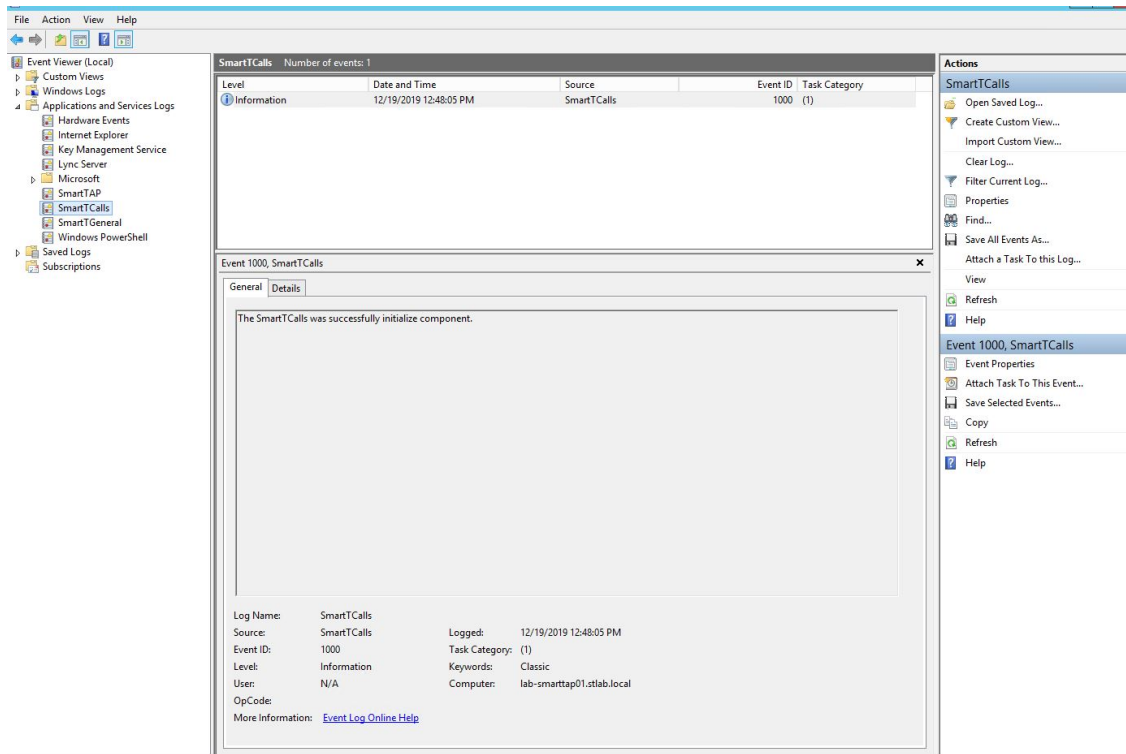 File Action View Help
Event Viewer (Local)
Custom Views
Windows Logs
Applications and Services Logs
Hardware Events
Internet Explorer
Key Management Service
Lync Server
Microsoft
SmartTAP
SmartTCalls
SmartTGeneral
Windows PowerShell
Saved Logs
Subscriptions
SmartTCalls Number of events: 1
Level Date and Time Source Event ID Task Category
Information 12/19/2019 12:48:05 PM SmartTCalls 1000 (1)
Event 1000, SmartTCalls
General Details
The SmartTCalls was successfully initialize component.
Log Name: SmartTCalls
Source: SmartTCalls Logged: 12/19/2019 12:48:05 PM
Event ID: 1000 Task Category: (1)
Level: Information Keywords: Classic
User: N/A Computer: lab-smarttap01.stlab.local
OpCode:
More Information: Event Log Online Help
Actions
SmartTCalls
Open Saved Log...
Create Custom View...
Import Custom View...
Clear Log...
Filter Current Log...
Properties
Find...
Save All Events As...
Attach a Task To this Log...
View
Refresh
Help
Event 1000, SmartTCalls
Event Properties
Attach Task To This Event...
Save Selected Events...
Copy
Refresh
Help